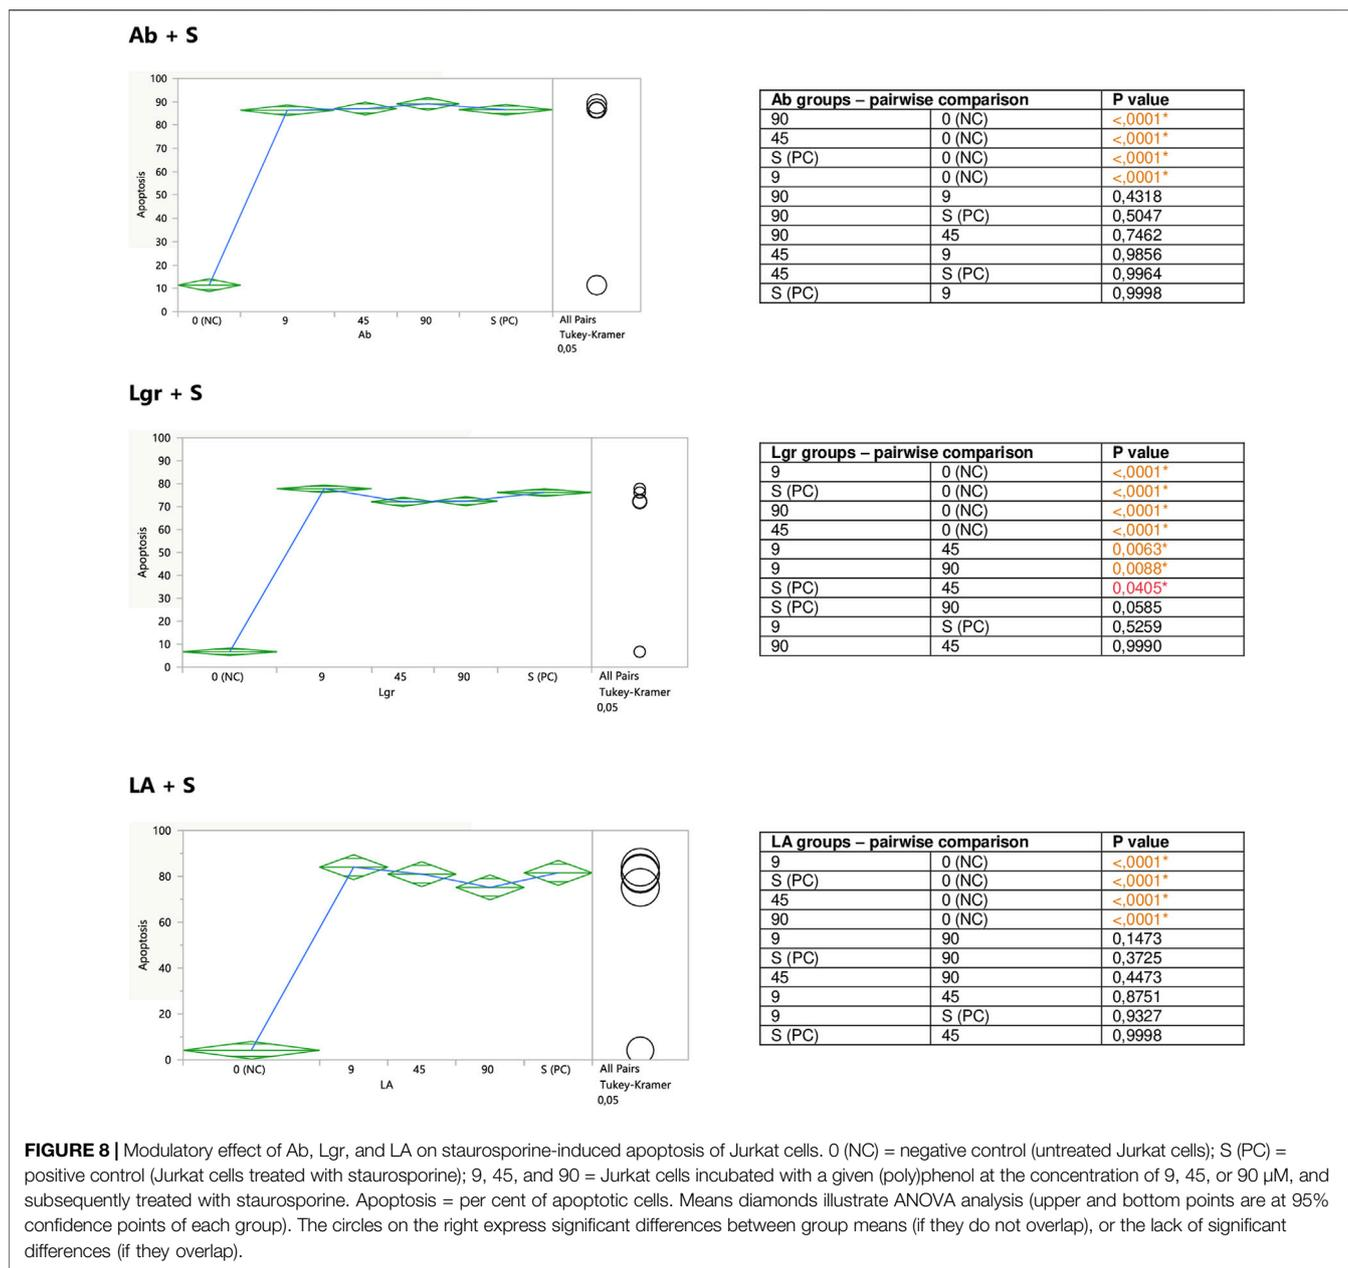 Ab + S
100
90
80
70
60
50
40
30
20
10
0
Apoptosis
0 (NC) 9 45 90 S (PC) All Pairs
Ab Tukey-Kramer
0,05
Ab groups – pairwise comparison P value
90 0 (NC) <,0001*
45 0 (NC) <,0001*
S (PC) 0 (NC) <,0001*
9 0 (NC) <,0001*
90 9 0,4318
90 S (PC) 0,5047
90 45 0,7462
45 9 0,9856
45 S (PC) 0,9964
S (PC) 9 0,9998
Lgr + S
100
90
80
70
60
50
40
30
20
10
0
Apoptosis
0 (NC) 9 45 90 S (PC) All Pairs
Lgr Tukey-Kramer
0,05
Lgr groups – pairwise comparison P value
9 0 (NC) <,0001*
S (PC) 0 (NC) <,0001*
90 0 (NC) <,0001*
45 0 (NC) <,0001*
9 45 0,0063*
9 90 0,0088*
S (PC) 45 0,0405*
S (PC) 90 0,0585
9 S (PC) 0,5259
90 45 0,9990
LA + S
100
80
60
40
20
0
Apoptosis
0 (NC) 9 45 90 S (PC) All Pairs
LA Tukey-Kramer
0,05
LA groups – pairwise comparison P value
9 0 (NC) <,0001*
S (PC) 0 (NC) <,0001*
45 0 (NC) <,0001*
90 0 (NC) <,0001*
9 90 0,1473
S (PC) 90 0,3725
45 90 0,4473
9 45 0,8751
9 S (PC) 0,9327
S (PC) 45 0,9998
FIGURE 8 | Modulatory effect of Ab, Lgr, and LA on staurosporine-induced apoptosis of Jurkat cells. 0 (NC) = negative control (untreated Jurkat cells); S (PC) =
positive control (Jurkat cells treated with staurosporine); 9, 45, and 90 = Jurkat cells incubated with a given (poly)phenol at the concentration of 9, 45, or 90 μM, and
subsequently treated with staurosporine. Apoptosis = per cent of apoptotic cells. Means diamonds illustrate ANOVA analysis (upper and bottom points are at 95%
confidence points of each group). The circles on the right express significant differences between group means (if they do not overlap), or the lack of significant
differences (if they overlap).